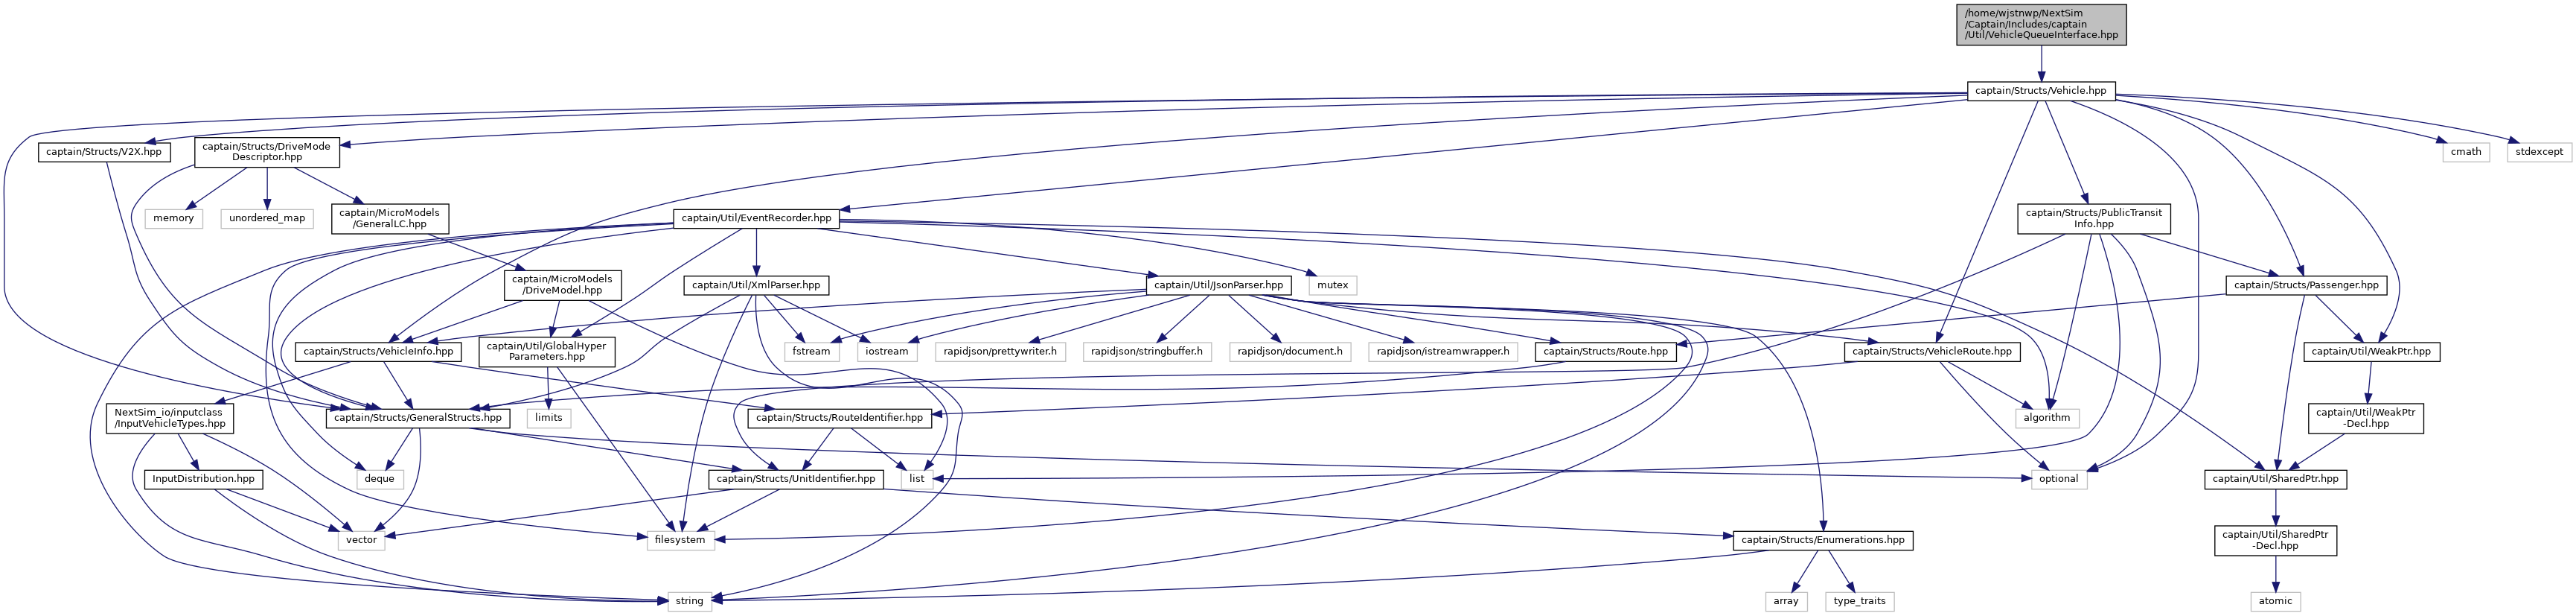 /home/wjstnwp/NextSim
/Captain/Includes/captain
/Util/VehicleQueueInterface.hpp
captain/Structs/Vehicle.hpp
captain/Structs/V2X.hpp
captain/Structs/DriveMode
Descriptor.hpp
cmath
stdexcept
memory
unordered_map
captain/MicroModels
/GeneralLC.hpp
captain/Util/EventRecorder.hpp
captain/Structs/PublicTransit
Info.hpp
captain/MicroModels
/DriveModel.hpp
captain/Util/XmlParser.hpp
captain/Util/JsonParser.hpp
mutex
captain/Structs/Passenger.hpp
captain/Structs/VehicleInfo.hpp
captain/Util/GlobalHyper
Parameters.hpp
fstream
iostream
rapidjson/prettywriter.h
rapidjson/stringbuffer.h
rapidjson/document.h
rapidjson/istreamwrapper.h
captain/Structs/Route.hpp
captain/Structs/VehicleRoute.hpp
captain/Util/WeakPtr.hpp
NextSim_io/inputclass
/InputVehicleTypes.hpp
captain/Structs/GeneralStructs.hpp
limits
captain/Structs/RouteIdentifier.hpp
algorithm
captain/Util/WeakPtr
-Decl.hpp
InputDistribution.hpp
deque
captain/Structs/UnitIdentifier.hpp
list
optional
captain/Util/SharedPtr.hpp
vector
filesystem
captain/Structs/Enumerations.hpp
captain/Util/SharedPtr
-Decl.hpp
string
array
type_traits
atomic